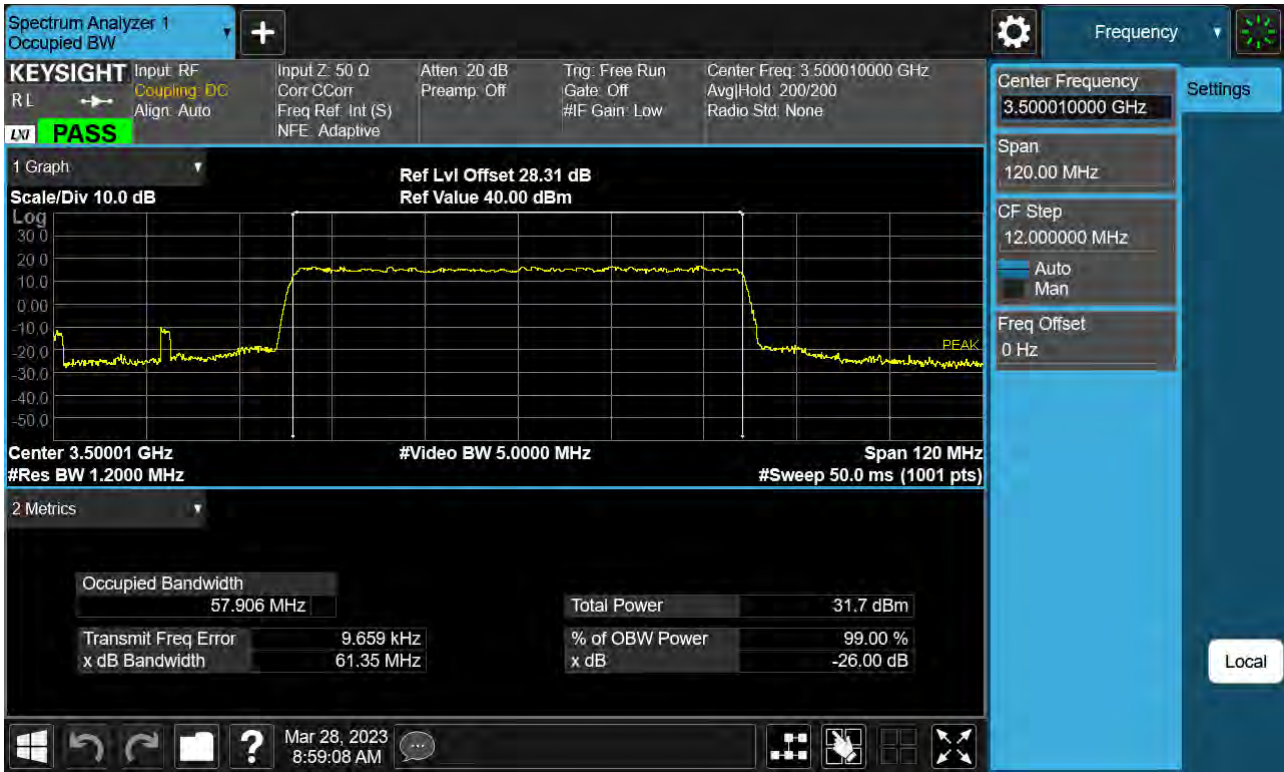 Spectrum Analyzer 1
Occupied BW
+
Frequency
KEYSIGHT
RL
LXI PASS
Input: RF
Coupling: DC
Align: Auto
Input Z: 50 Ω
Corr CCorr
Freq Ref: Int (S)
NFE: Adaptive
Atten: 20 dB
Preamp: Off
Trig: Free Run
Gate: Off
#IF Gain: Low
Center Freq: 3.500010000 GHz
Avg|Hold: 200/200
Radio Std: None
Center Frequency
3.500010000 GHz
Settings
Span
120.00 MHz
CF Step
12.000000 MHz
Auto
Man
Freq Offset
0 Hz
Local
1 Graph
Scale/Div 10.0 dB
Ref Lvl Offset 28.31 dB
Ref Value 40.00 dBm
Log
30.0
20.0
10.0
0.00
-10.0
-20.0
-30.0
-40.0
-50.0
PEAK
Center 3.50001 GHz
#Video BW 5.0000 MHz
Span 120 MHz
#Res BW 1.2000 MHz
#Sweep 50.0 ms (1001 pts)
2 Metrics
Occupied Bandwidth
57.906 MHz
Total Power 31.7 dBm
Transmit Freq Error 9.659 kHz
% of OBW Power 99.00 %
x dB Bandwidth 61.35 MHz
x dB -26.00 dB
?
Mar 28, 2023
8:59:08 AM